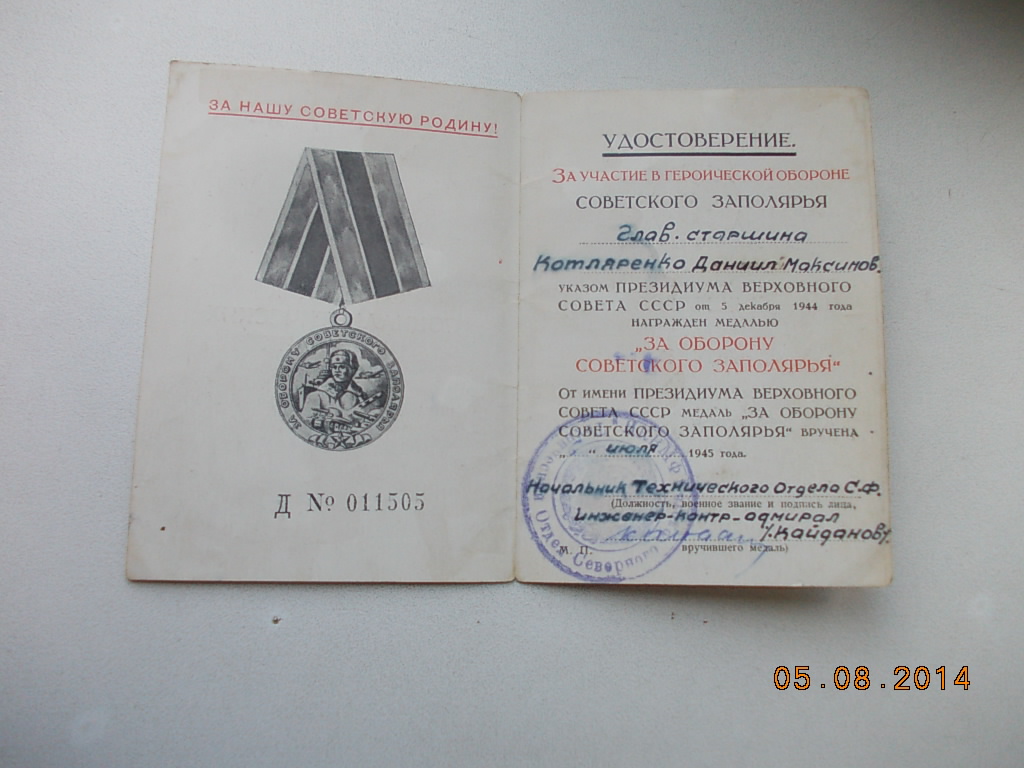 ЗА НАШУ СОВЕТСКУЮ РОДИНУ!
ЗА ОБОРОНУ СОВЕТСКОГО ЗАПОЛЯРЬЯ
Д № 011505
УДОСТОВЕРЕНИЕ.
ЗА УЧАСТИЕ В ГЕРОИЧЕСКОЙ ОБОРОНЕ
СОВЕТСКОГО ЗАПОЛЯРЬЯ
Глав. старшина
Котляренко Даниил Максимов.
УКАЗОМ ПРЕЗИДИУМА ВЕРХОВНОГО
СОВЕТА СССР от 5 декабря 1944 года
НАГРАЖДЕН МЕДАЛЬЮ
„ЗА ОБОРОНУ
СОВЕТСКОГО ЗАПОЛЯРЬЯ“
ОТ ИМЕНИ ПРЕЗИДИУМА ВЕРХОВНОГО
СОВЕТА СССР МЕДАЛЬ „ЗА ОБОРОНУ
СОВЕТСКОГО ЗАПОЛЯРЬЯ“ ВРУЧЕНА
„ “ июля 1945 года.
Начальник Технического Отдела С.Ф.
(Должность, военное звание и подпись лица,
инженер-контр-адмирал
/Кайданов/
М. П. вручившего медаль)
Отдел Северного
05.08.2014